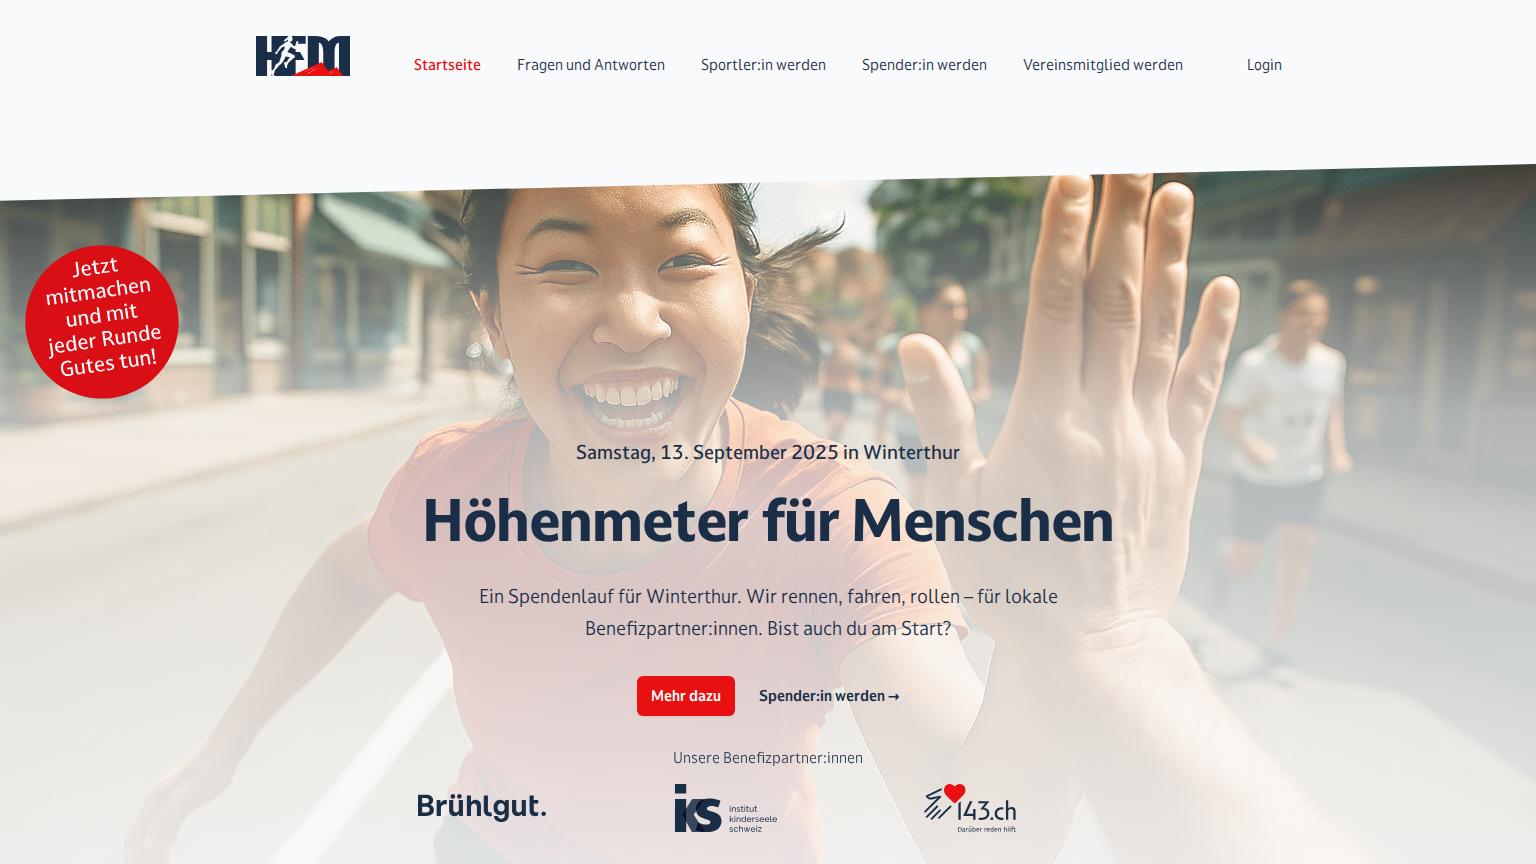 HFM
Startseite
Fragen und Antworten
Sportler:in werden
Spender:in werden
Vereinsmitglied werden
Login
Jetzt
mitmachen
und mit
jeder Runde
Gutes tun!
Samstag, 13. September 2025 in Winterthur
Höhenmeter für Menschen
Ein Spendenlauf für Winterthur. Wir rennen, fahren, rollen – für lokale
Benefizpartner:innen. Bist auch du am Start?
Mehr dazu
Spender:in werden →
Unsere Benefizpartner:innen
Brühlgut.
iks
institut
kinderseele
schweiz
143.ch
Darüber reden hilft